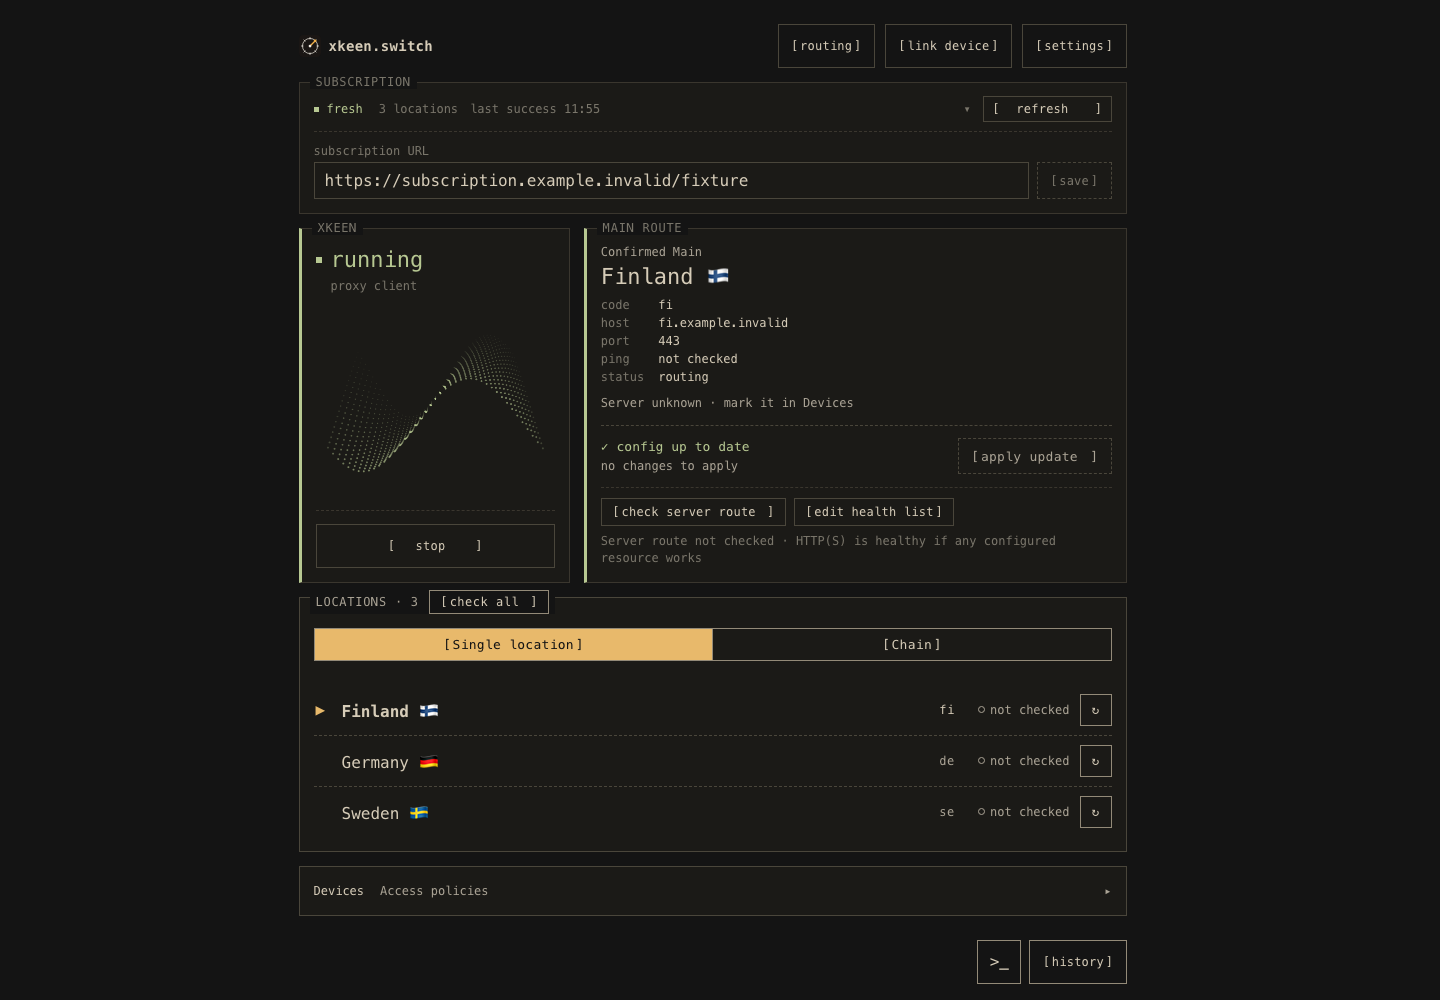 xkeen.switch [routing] [link device] [settings]
SUBSCRIPTION
fresh 3 locations last success 11:55 ▾ [ refresh ]
subscription URL
https://subscription.example.invalid/fixture [save]
XKEEN
running
proxy client
[ stop ]
MAIN ROUTE
Confirmed Main
Finland
code fi
host fi.example.invalid
port 443
ping not checked
status routing
Server unknown · mark it in Devices
✓ config up to date
no changes to apply
[apply update ]
[check server route ] [edit health list]
Server route not checked · HTTP(S) is healthy if any configured
resource works
LOCATIONS · 3 [check all ]
[Single location] [Chain]
▶ Finland fi not checked ↻
Germany de not checked ↻
Sweden se not checked ↻
Devices Access policies ▸
>_ [history]